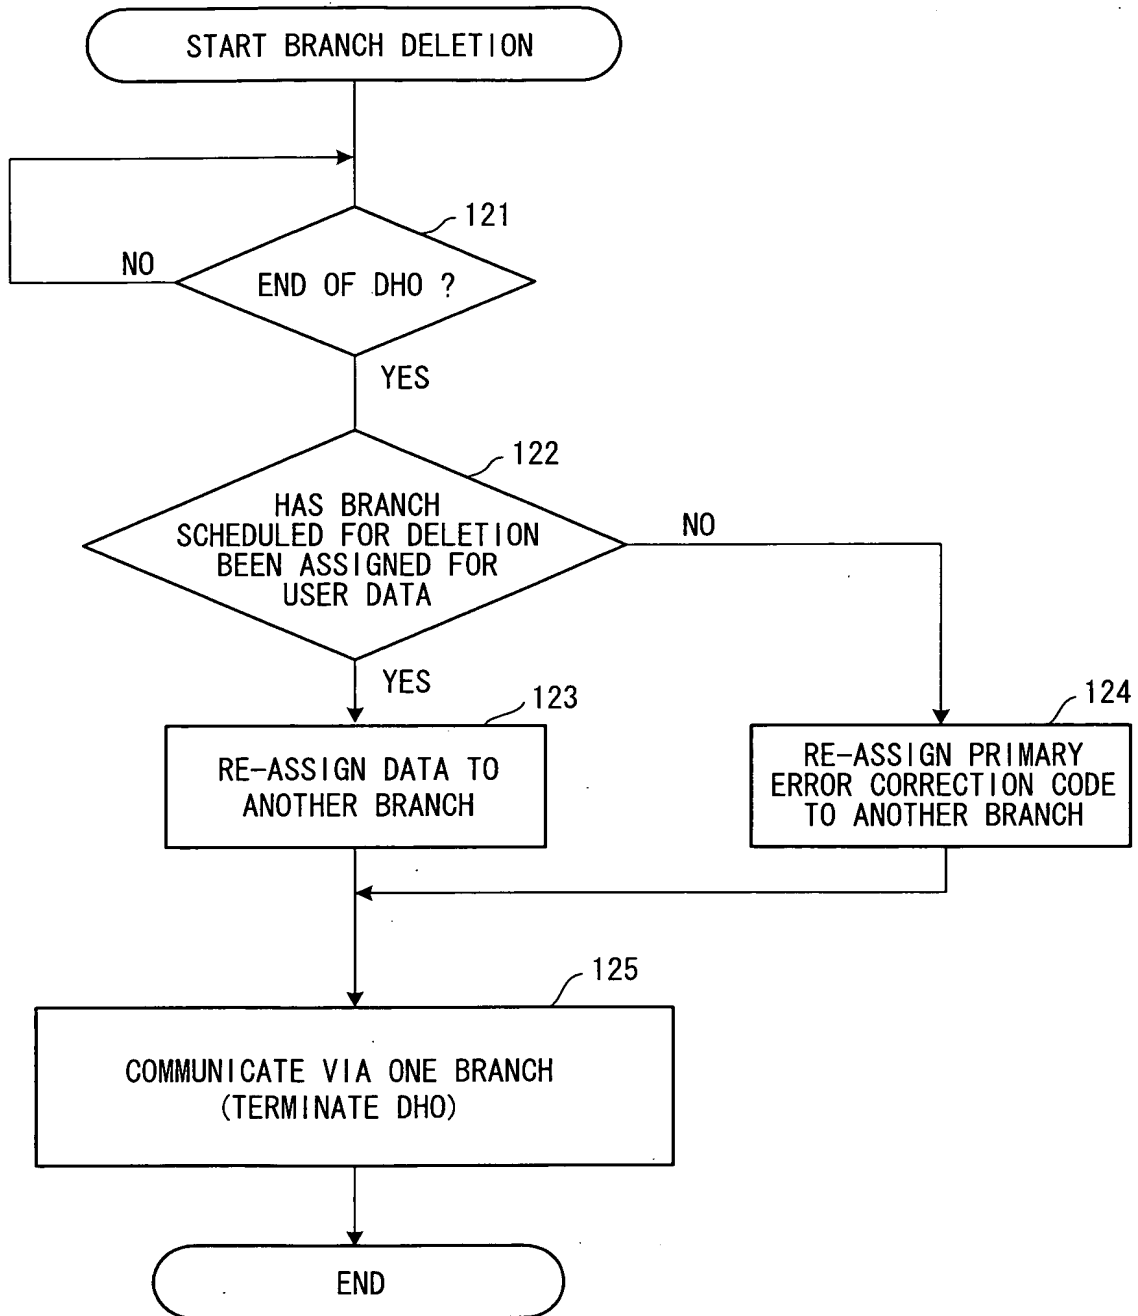 START BRANCH DELETION
121
NO
END OF DHO ?
YES
122
HAS BRANCH
SCHEDULED FOR DELETION
BEEN ASSIGNED FOR
USER DATA
NO
YES
123
RE-ASSIGN DATA TO
ANOTHER BRANCH
124
RE-ASSIGN PRIMARY
ERROR CORRECTION CODE
TO ANOTHER BRANCH
125
COMMUNICATE VIA ONE BRANCH
(TERMINATE DHO)
END